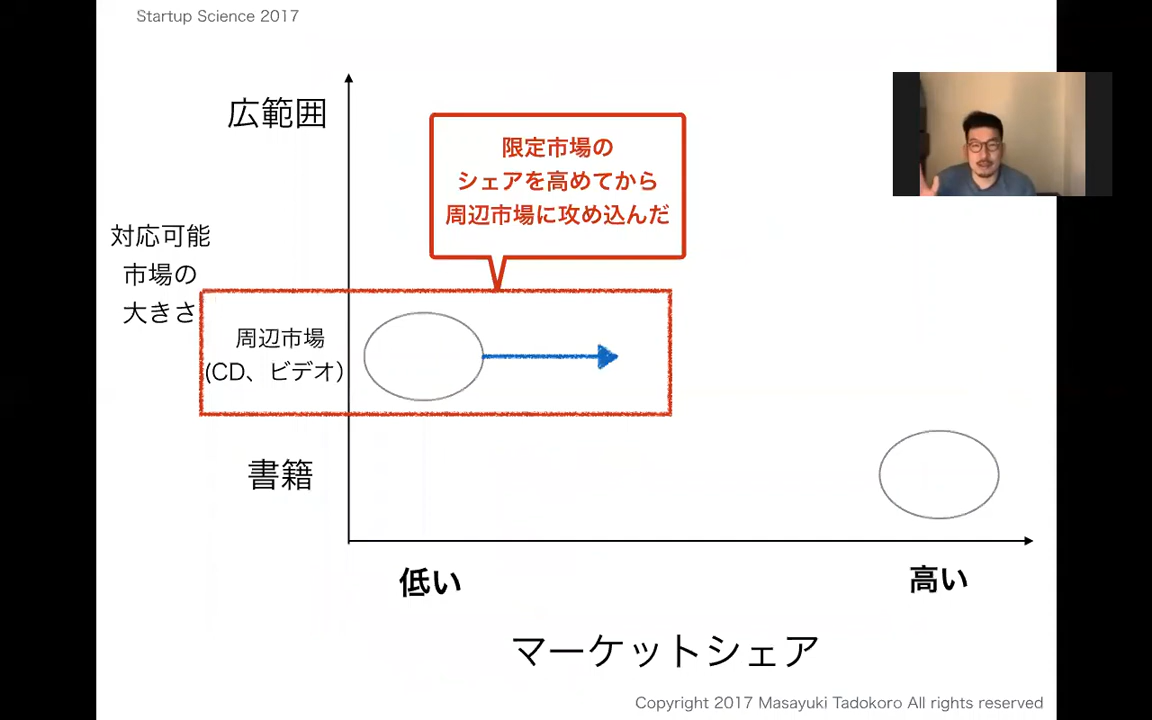 Startup Science 2017
広範囲
限定市場の
シェアを高めてから
周辺市場に攻め込んだ
対応可能
市場の
大きさ
周辺市場
(CD、ビデオ)
書籍
低い
高い
マーケットシェア
Copyright 2017 Masayuki Tadokoro All rights reserved